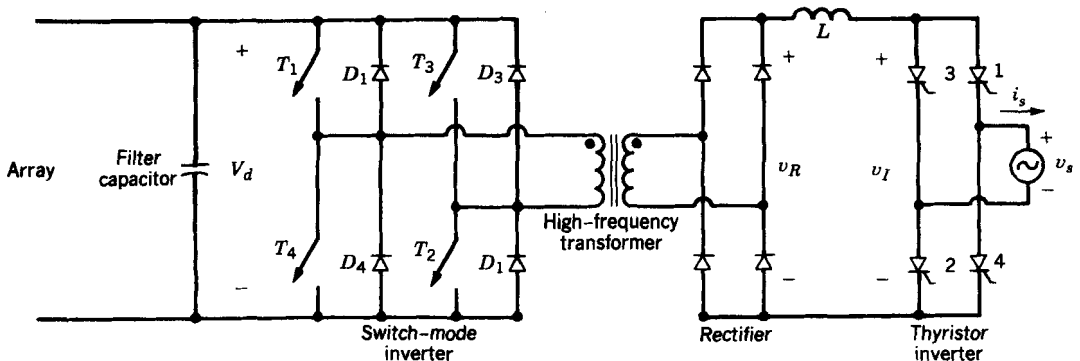 Array
Filter
capacitor
+
V_d
−
T_1
D_1
T_3
D_3
T_4
D_4
T_2
D_1
Switch–mode
inverter
High–frequency
transformer
+
v_R
−
Rectifier
L
+
v_I
−
3
1
2
4
Thyristor
inverter
i_s
+
v_s
−